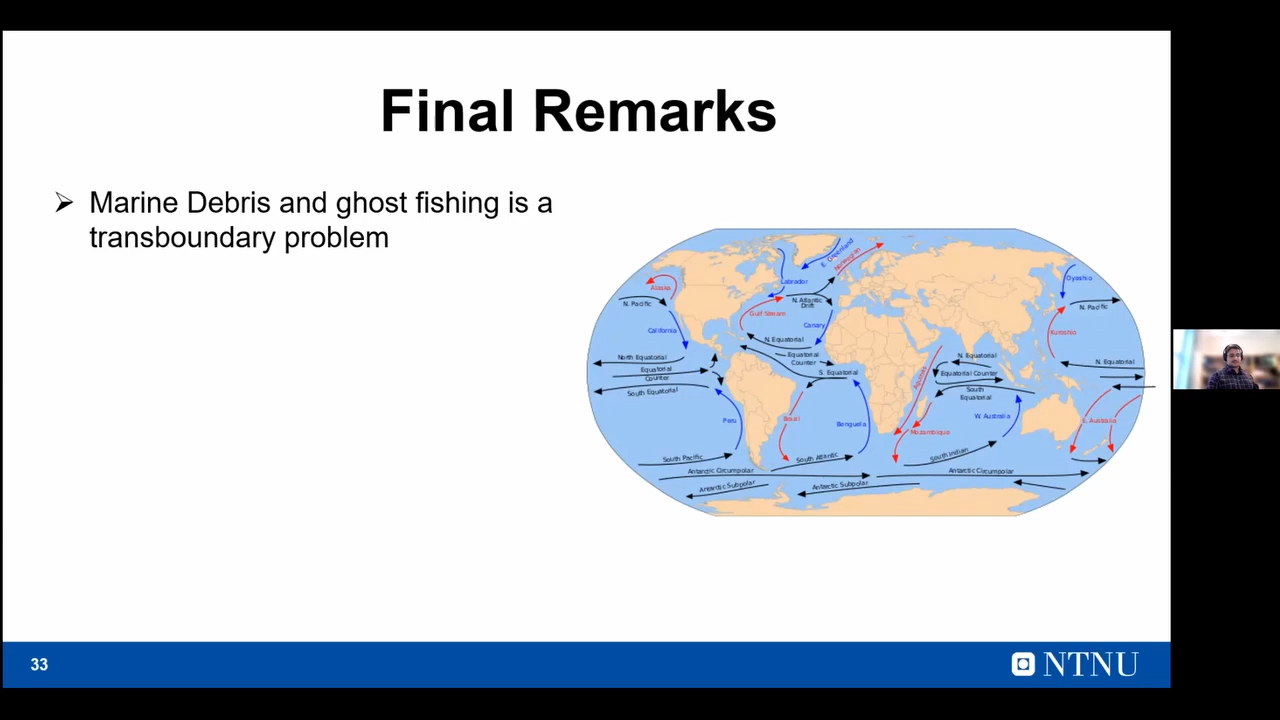 Final Remarks
➢ Marine Debris and ghost fishing is a
transboundary problem
E. Greenland
Norwegian
Labrador
Alaska
Oyashio
N. Pacific
N. Atlantic
Drift
N. Pacific
Gulf Stream
California
Canary
Kuroshio
N. Equatorial
North Equatorial
Equatorial
Counter
N. Equatorial
N. Equatorial
Equatorial
Counter
S. Equatorial
Equatorial Counter
South Equatorial
South
Equatorial
Peru
Brazil
Benguela
Mozambique
W. Australia
E. Australia
South Pacific
South Atlantic
South Indian
Antarctic Circumpolar
Antarctic Circumpolar
Antarctic Subpolar
Antarctic Subpolar
33
NTNU